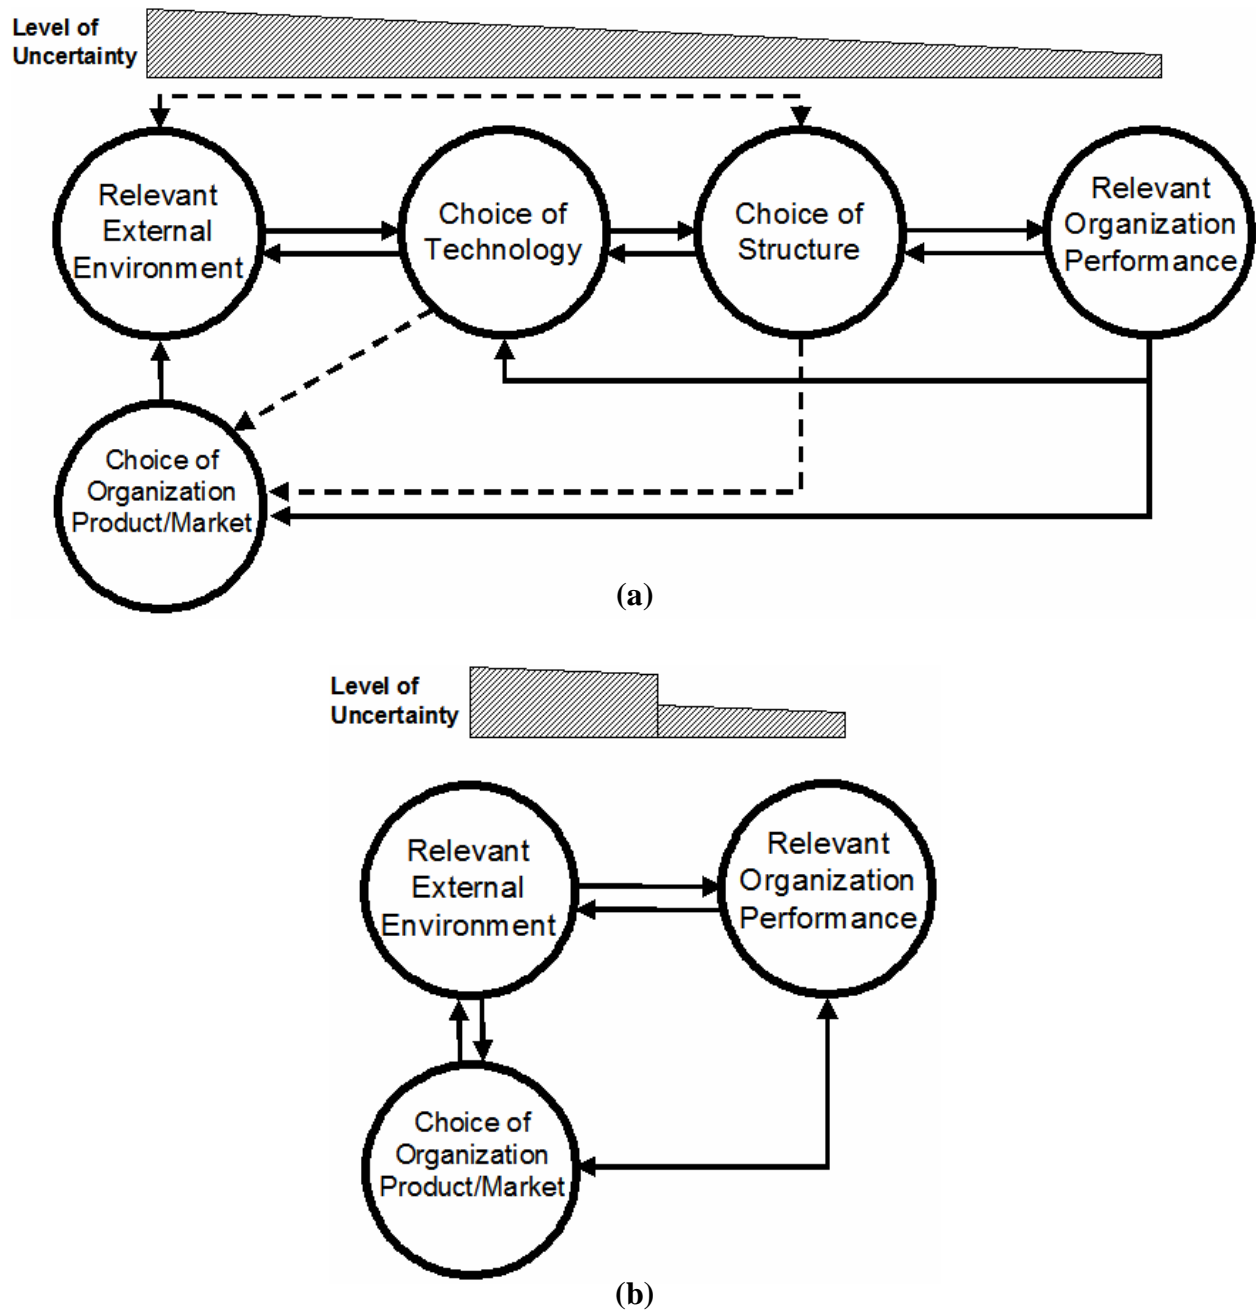 Level of
Uncertainty
Relevant
External
Environment
Choice of
Technology
Choice of
Structure
Relevant
Organization
Performance
Choice of
Organization
Product/Market
(a)
Level of
Uncertainty
Relevant
External
Environment
Relevant
Organization
Performance
Choice of
Organization
Product/Market
(b)